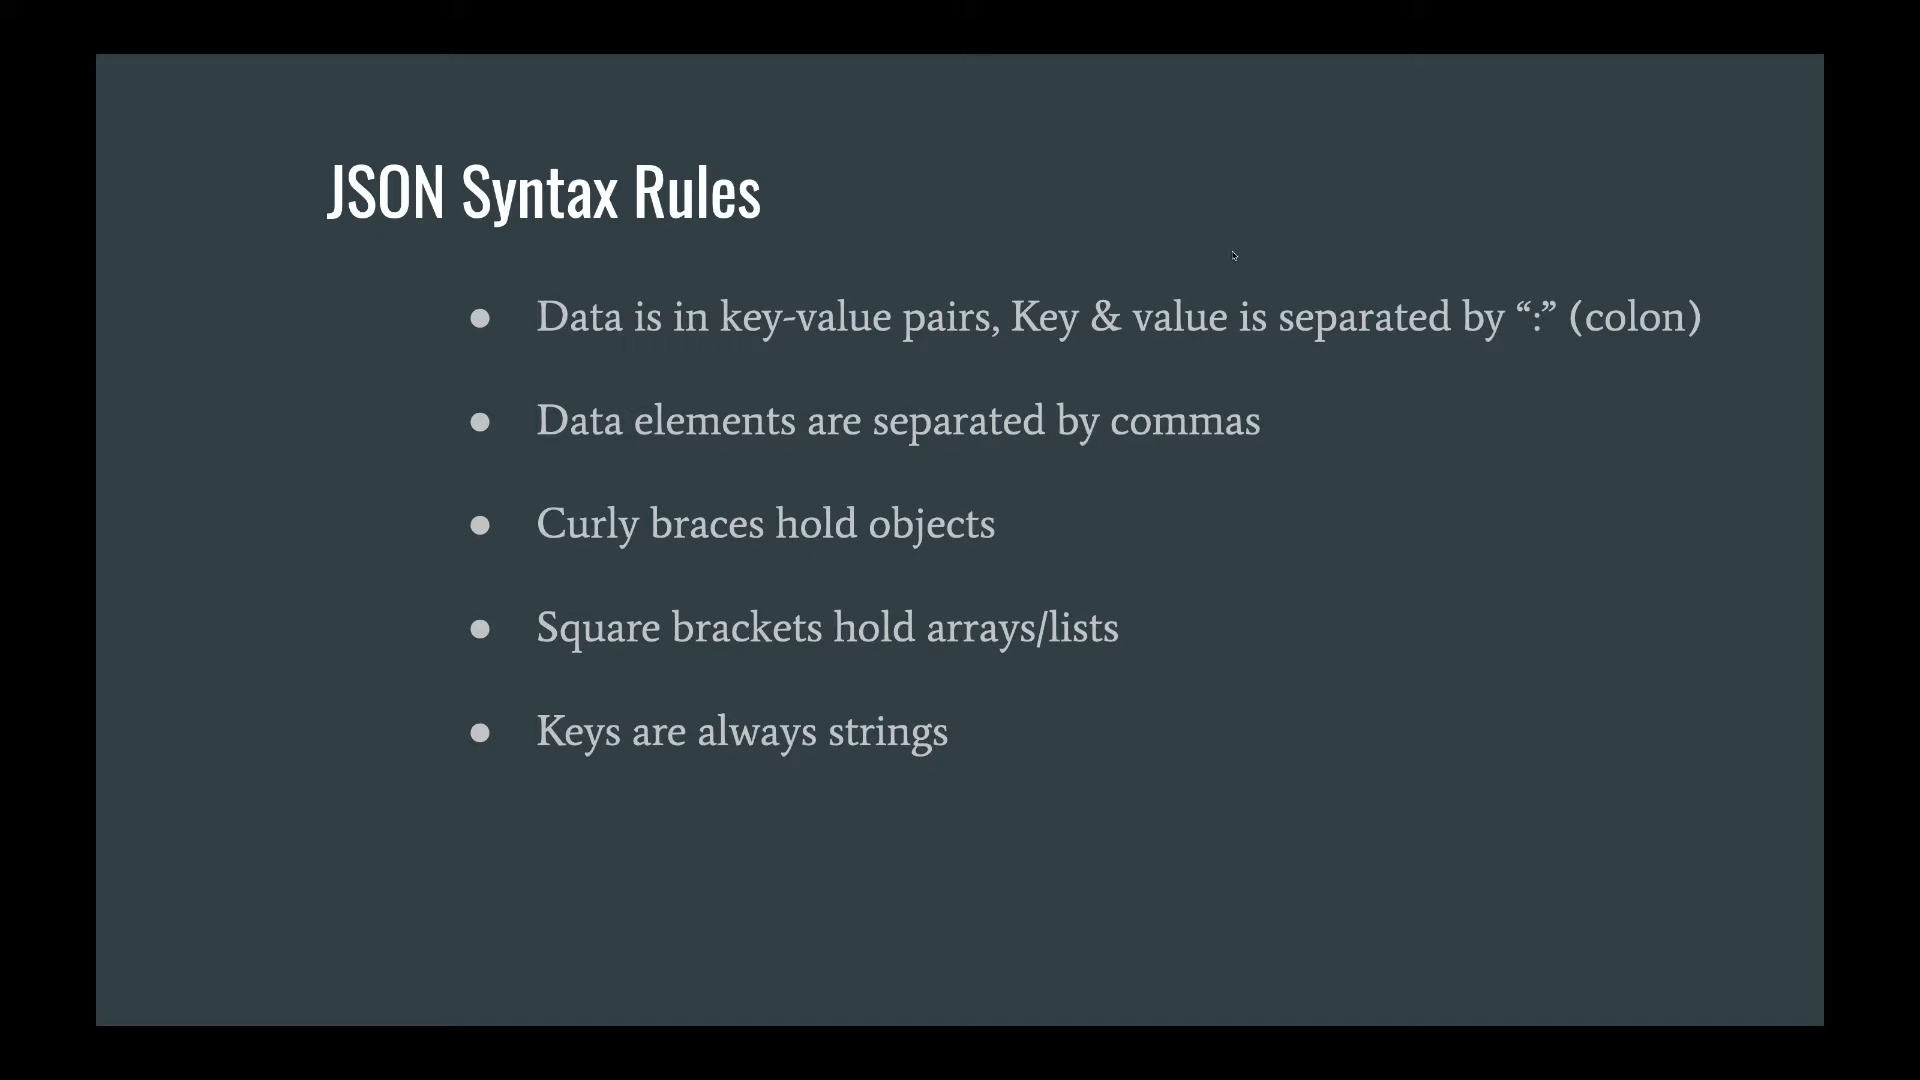 JSON Syntax Rules
● Data is in key-value pairs, Key & value is separated by “:” (colon)
● Data elements are separated by commas
● Curly braces hold objects
● Square brackets hold arrays/lists
● Keys are always strings